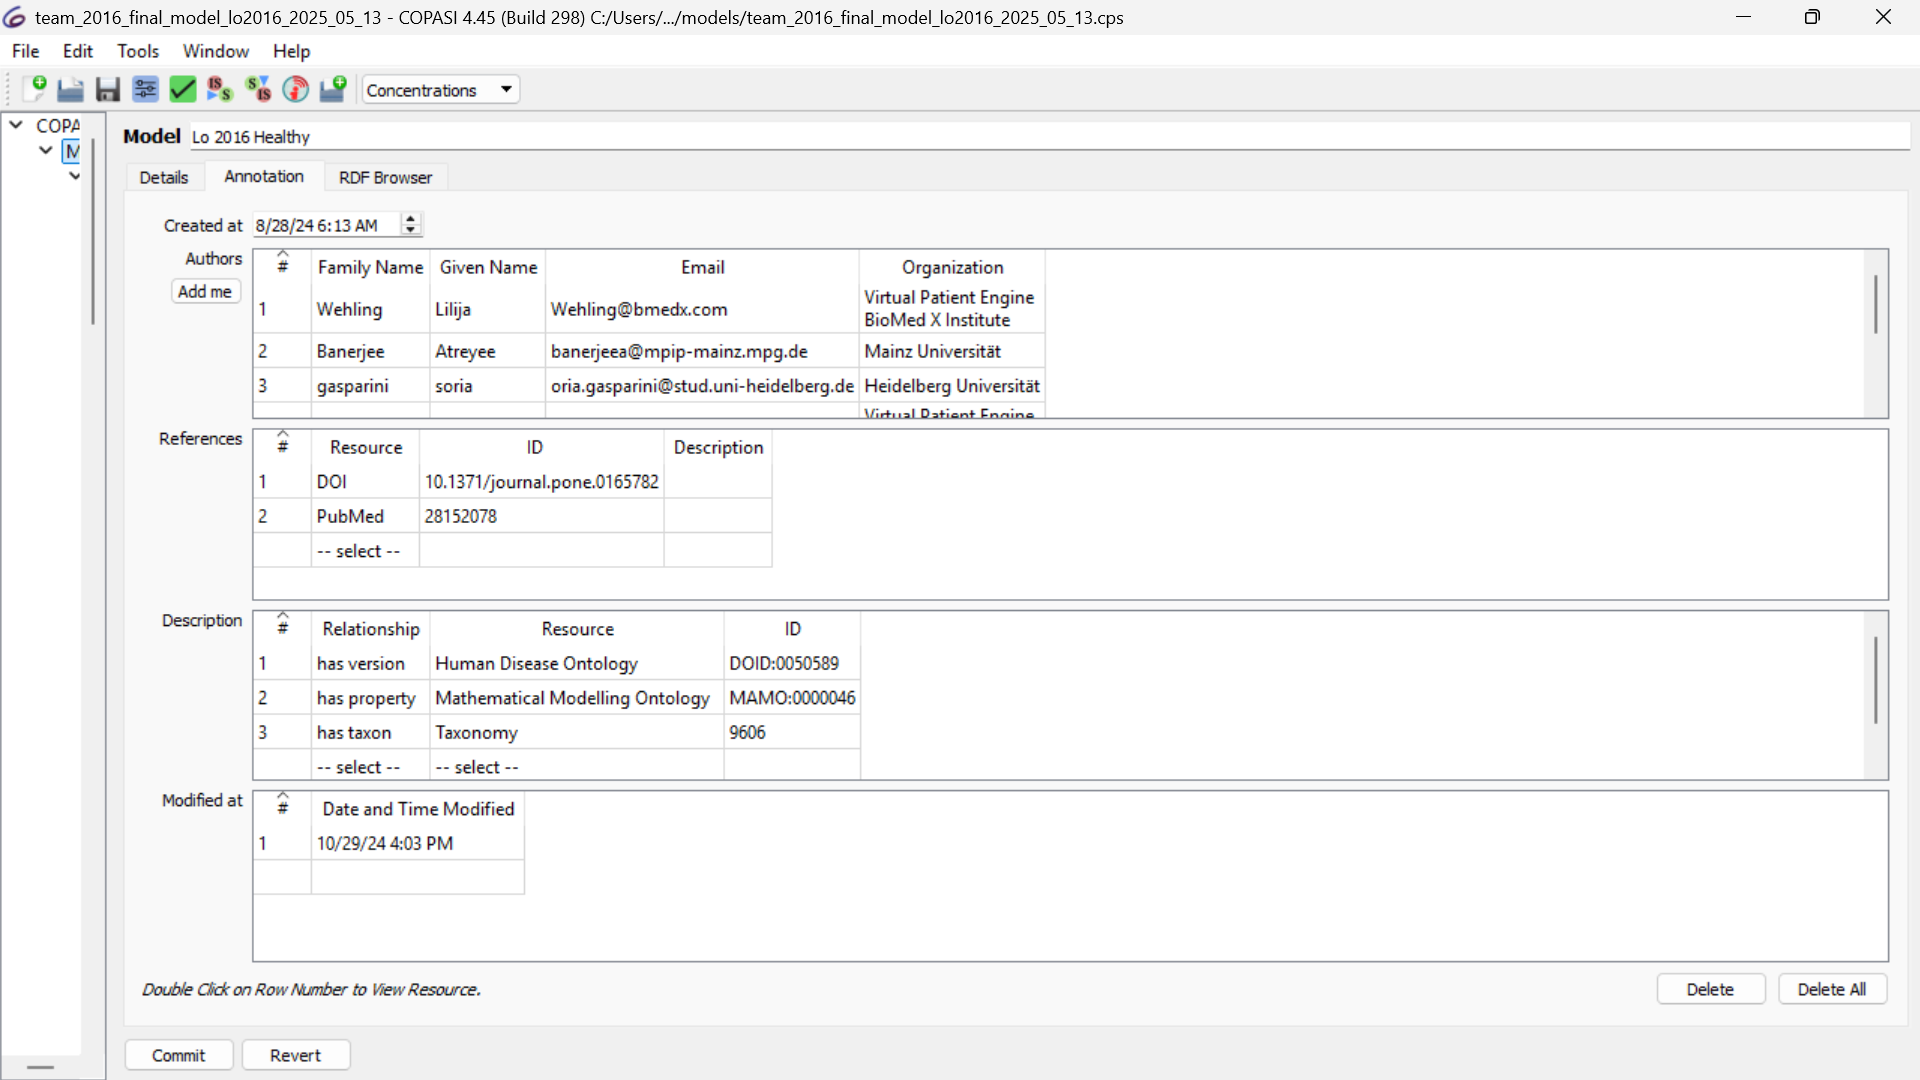 team_2016_final_model_lo2016_2025_05_13 - COPASI 4.45 (Build 298) C:/Users/.../models/team_2016_final_model_lo2016_2025_05_13.cps
File Edit Tools Window Help
Concentrations
COPA
M
Model Lo 2016 Healthy
Details Annotation RDF Browser
Created at 8/28/24 6:13 AM
Authors
Add me
# Family Name Given Name Email Organization
1 Wehling Lilija Wehling@bmedx.com Virtual Patient Engine
BioMed X Institute
2 Banerjee Atreyee banerjeea@mpip-mainz.mpg.de Mainz Universität
3 gasparini soria oria.gasparini@stud.uni-heidelberg.de Heidelberg Universität
Virtual Patient Engine
References
# Resource ID Description
1 DOI 10.1371/journal.pone.0165782
2 PubMed 28152078
-- select --
Description
# Relationship Resource ID
1 has version Human Disease Ontology DOID:0050589
2 has property Mathematical Modelling Ontology MAMO:0000046
3 has taxon Taxonomy 9606
-- select -- -- select --
Modified at
# Date and Time Modified
1 10/29/24 4:03 PM
Double Click on Row Number to View Resource.
Delete Delete All
Commit Revert